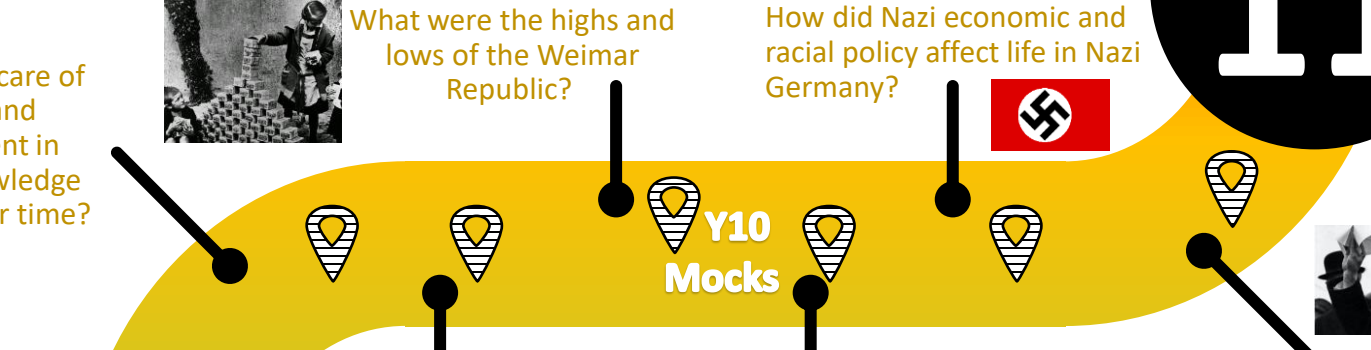 care of
and
nt in
wledge
r time?
What were the highs and
lows of the Weimar
Republic?
How did Nazi economic and
racial policy affect life in Nazi
Germany?
Y10
Mocks